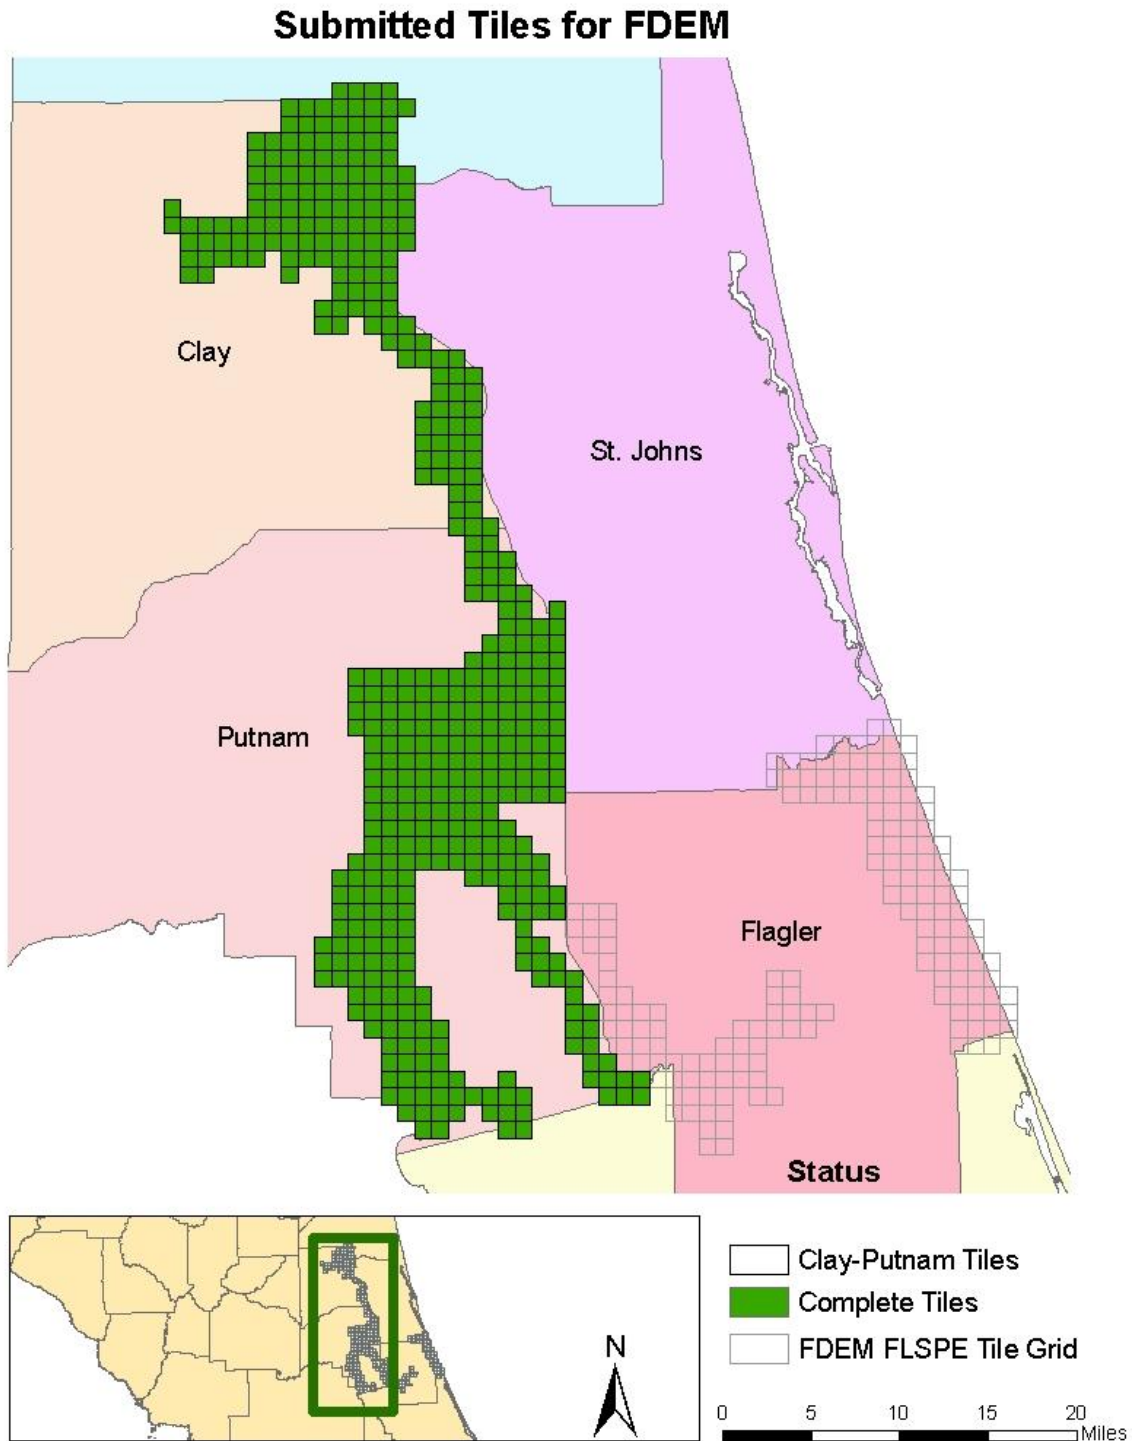 Submitted Tiles for FDEM
Clay
St. Johns
Putnam
Flagler
Status
Clay-Putnam Tiles
Complete Tiles
FDEM FLSPE Tile Grid
N
0 5 10 15 20
Miles